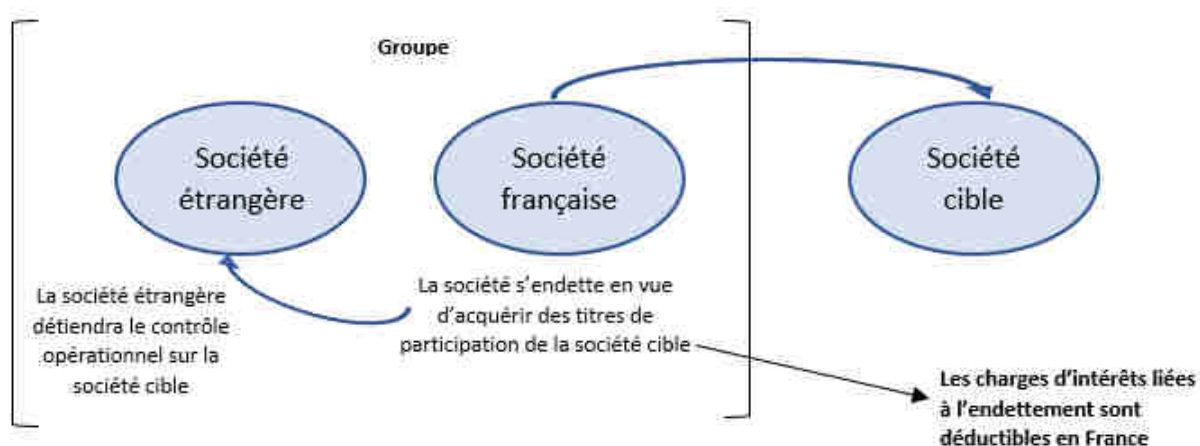 Groupe
Société
étrangère
Société
française
Société
cible
La société étrangère
détiendra le contrôle
opérationnel sur la
société cible
La société s'endette en vue
d'acquérir des titres de
participation de la société cible
Les charges d'intérêts liées
à l'endettement sont
déductibles en France